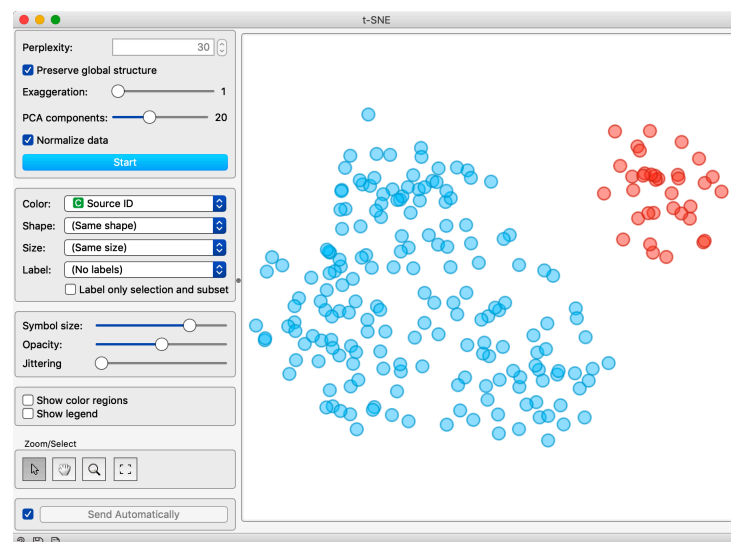 t-SNE
Perplexity: 30
Preserve global structure
Exaggeration: 1
PCA components: 20
Normalize data
Start
Color: C Source ID
Shape: (Same shape)
Size: (Same size)
Label: (No labels)
Label only selection and subset
Symbol size:
Opacity:
Jittering
Show color regions
Show legend
Zoom/Select
Send Automatically
?